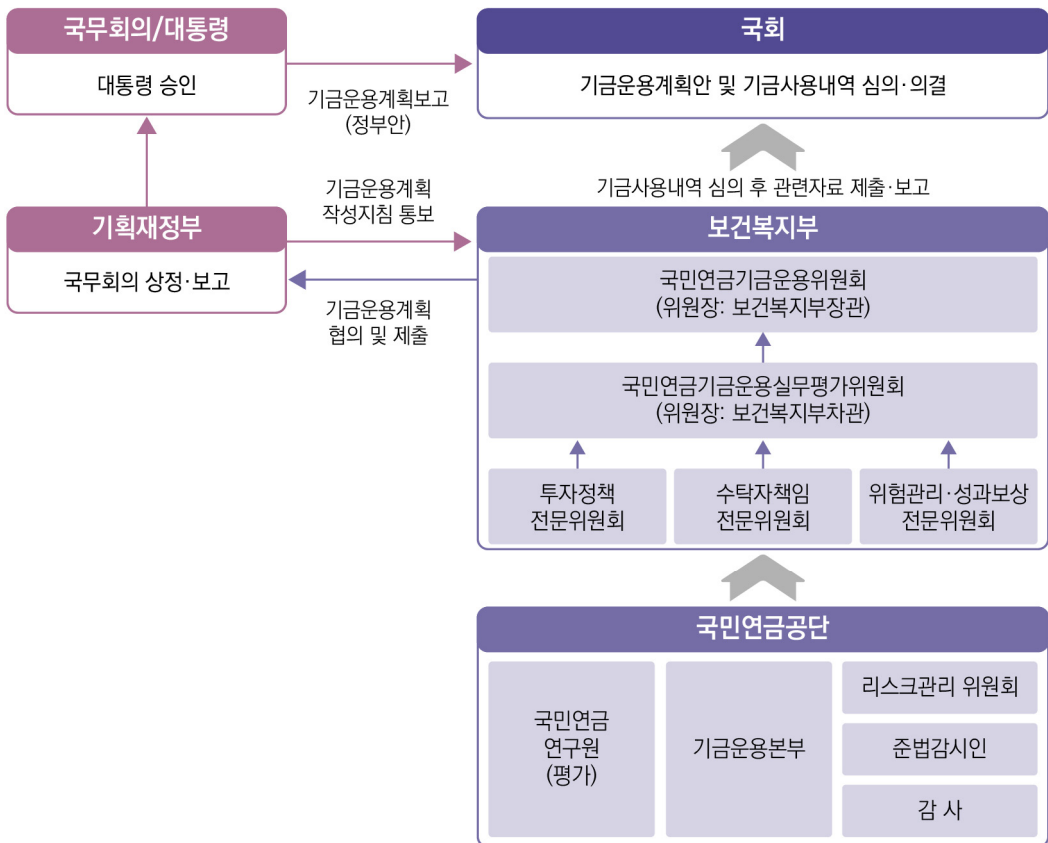 국무회의/대통령
대통령 승인
기금운용계획보고
(정부안)
국회
기금운용계획안 및 기금사용내역 심의·의결
기금사용내역 심의 후 관련자료 제출·보고
기획재정부
국무회의 상정·보고
기금운용계획
작성지침 통보
기금운용계획
협의 및 제출
보건복지부
국민연금기금운용위원회
(위원장: 보건복지부장관)
국민연금기금운용실무평가위원회
(위원장: 보건복지부차관)
투자정책
전문위원회
수탁자책임
전문위원회
위험관리·성과보상
전문위원회
국민연금공단
국민연금
연구원
(평가)
기금운용본부
리스크관리 위원회
준법감시인
감 사